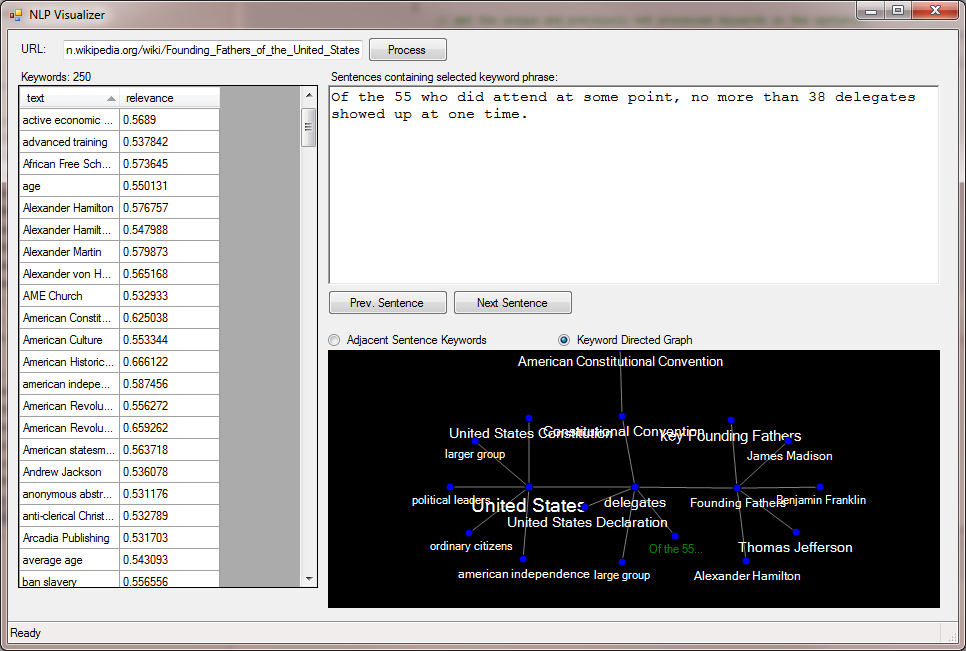 NLP Visualizer
URL: n.wikipedia.org/wiki/Founding_Fathers_of_the_United_States Process
Keywords: 250
text relevance
active economic ... 0.5689
advanced training 0.537842
African Free Sch... 0.573645
age 0.550131
Alexander Hamilton 0.576757
Alexander Hamilt... 0.547988
Alexander Martin 0.579873
Alexander von H... 0.565168
AME Church 0.532933
American Constit... 0.625038
American Culture 0.553344
American Historic... 0.666122
american indepe... 0.587456
American Revolu... 0.556272
American Revolu... 0.659262
American statesm... 0.563718
Andrew Jackson 0.536078
anonymous abstr... 0.531176
anti-clerical Christ... 0.532789
Arcadia Publishing 0.531703
average age 0.543093
ban slavery 0.556556
Sentences containing selected keyword phrase:
Of the 55 who did attend at some point, no more than 38 delegates
showed up at one time.
Prev. Sentence Next Sentence
Adjacent Sentence Keywords Keyword Directed Graph
American Constitutional Convention
United States Constitution Constitutional Convention Key Founding Fathers
larger group James Madison
political leaders United States delegates Founding Fathers Benjamin Franklin
United States Declaration
ordinary citizens Of the 55... Thomas Jefferson
american independence large group Alexander Hamilton
Ready